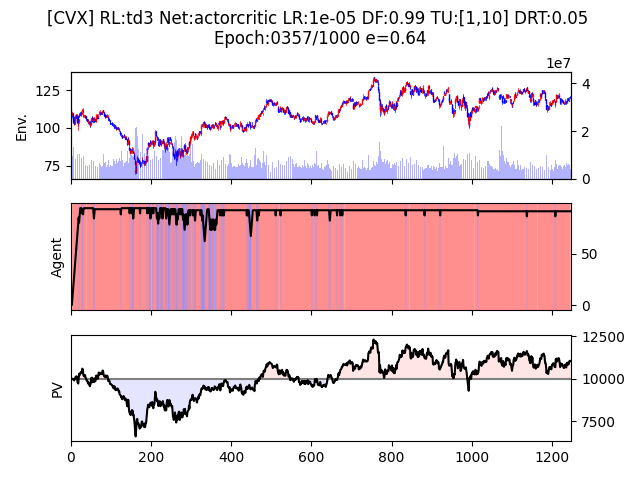 [CVX] RL:td3 Net:actorcritic LR:1e-05 DF:0.99 TU:[1,10] DRT:0.05
Epoch:0357/1000 e=0.64
1e7
125
100
75
Env.
4
2
0
Agent
50
0
PV
12500
10000
7500
0 200 400 600 800 1000 1200